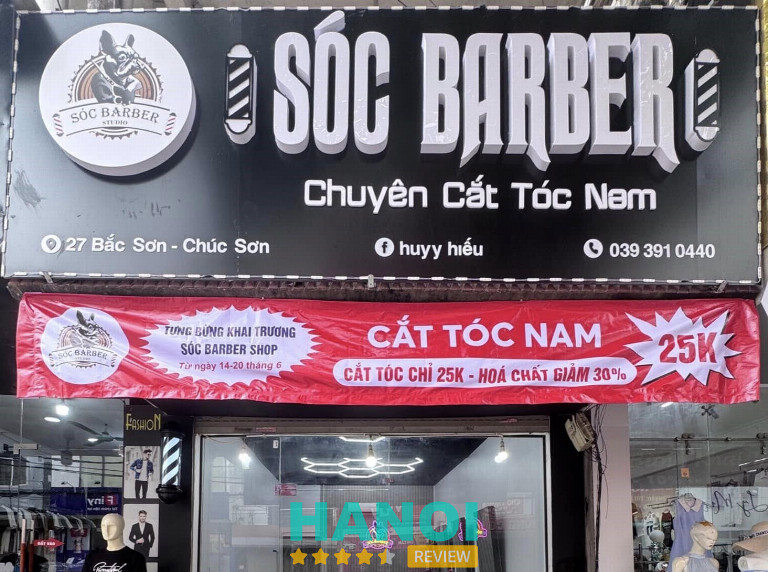 SÓC BARBER
STUDIO
SÓC BARBER
Chuyên Cắt Tóc Nam
27 Bắc Sơn - Chúc Sơn
huyy hiếu
039 391 0440
SÓC BARBER
STUDIO
TƯNG BỪNG KHAI TRƯƠNG
SÓC BARBER SHOP
Từ ngày 14-20 tháng 6
CẮT TÓC NAM
CẮT TÓC CHỈ 25K - HOÁ CHẤT GIẢM 30%
25K
FASHION
HANOI
REVIEW